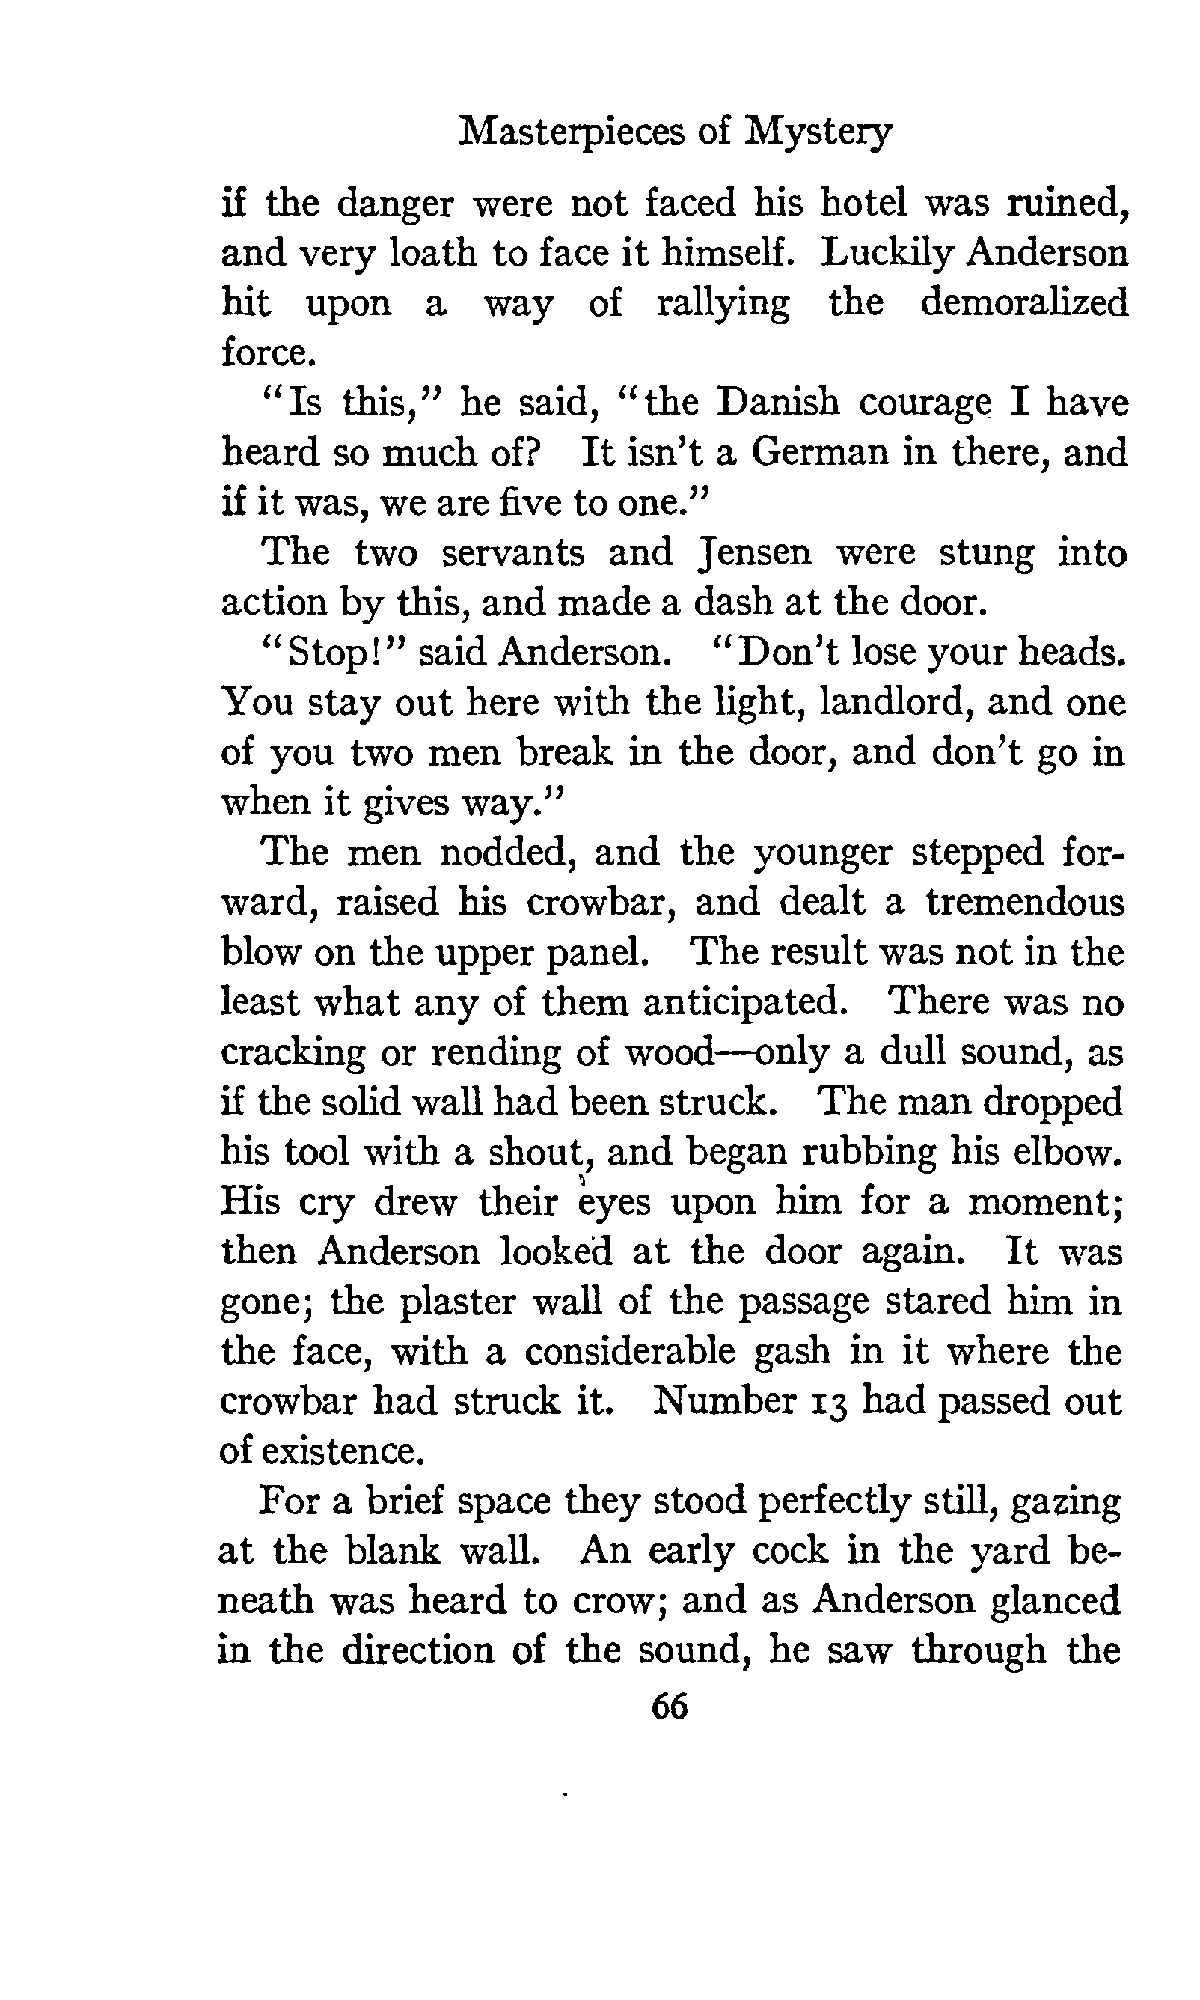 Masterpieces of Mystery
if the danger were not faced his hotel was ruined,
and very loath to face it himself. Luckily Anderson
hit upon a way of rallying the demoralized
force.
"Is this," he said, "the Danish courage I have
heard so much of? It isn't a German in there, and
if it was, we are five to one."
The two servants and Jensen were stung into
action by this, and made a dash at the door.
"Stop!" said Anderson. "Don't lose your heads.
You stay out here with the light, landlord, and one
of you two men break in the door, and don't go in
when it gives way."
The men nodded, and the younger stepped for-
ward, raised his crowbar, and dealt a tremendous
blow on the upper panel. The result was not in the
least what any of them anticipated. There was no
cracking or rending of wood—only a dull sound, as
if the solid wall had been struck. The man dropped
his tool with a shout, and began rubbing his elbow.
His cry drew their eyes upon him for a moment;
then Anderson looked at the door again. It was
gone; the plaster wall of the passage stared him in
the face, with a considerable gash in it where the
crowbar had struck it. Number 13 had passed out
of existence.
For a brief space they stood perfectly still, gazing
at the blank wall. An early cock in the yard be-
neath was heard to crow; and as Anderson glanced
in the direction of the sound, he saw through the
66